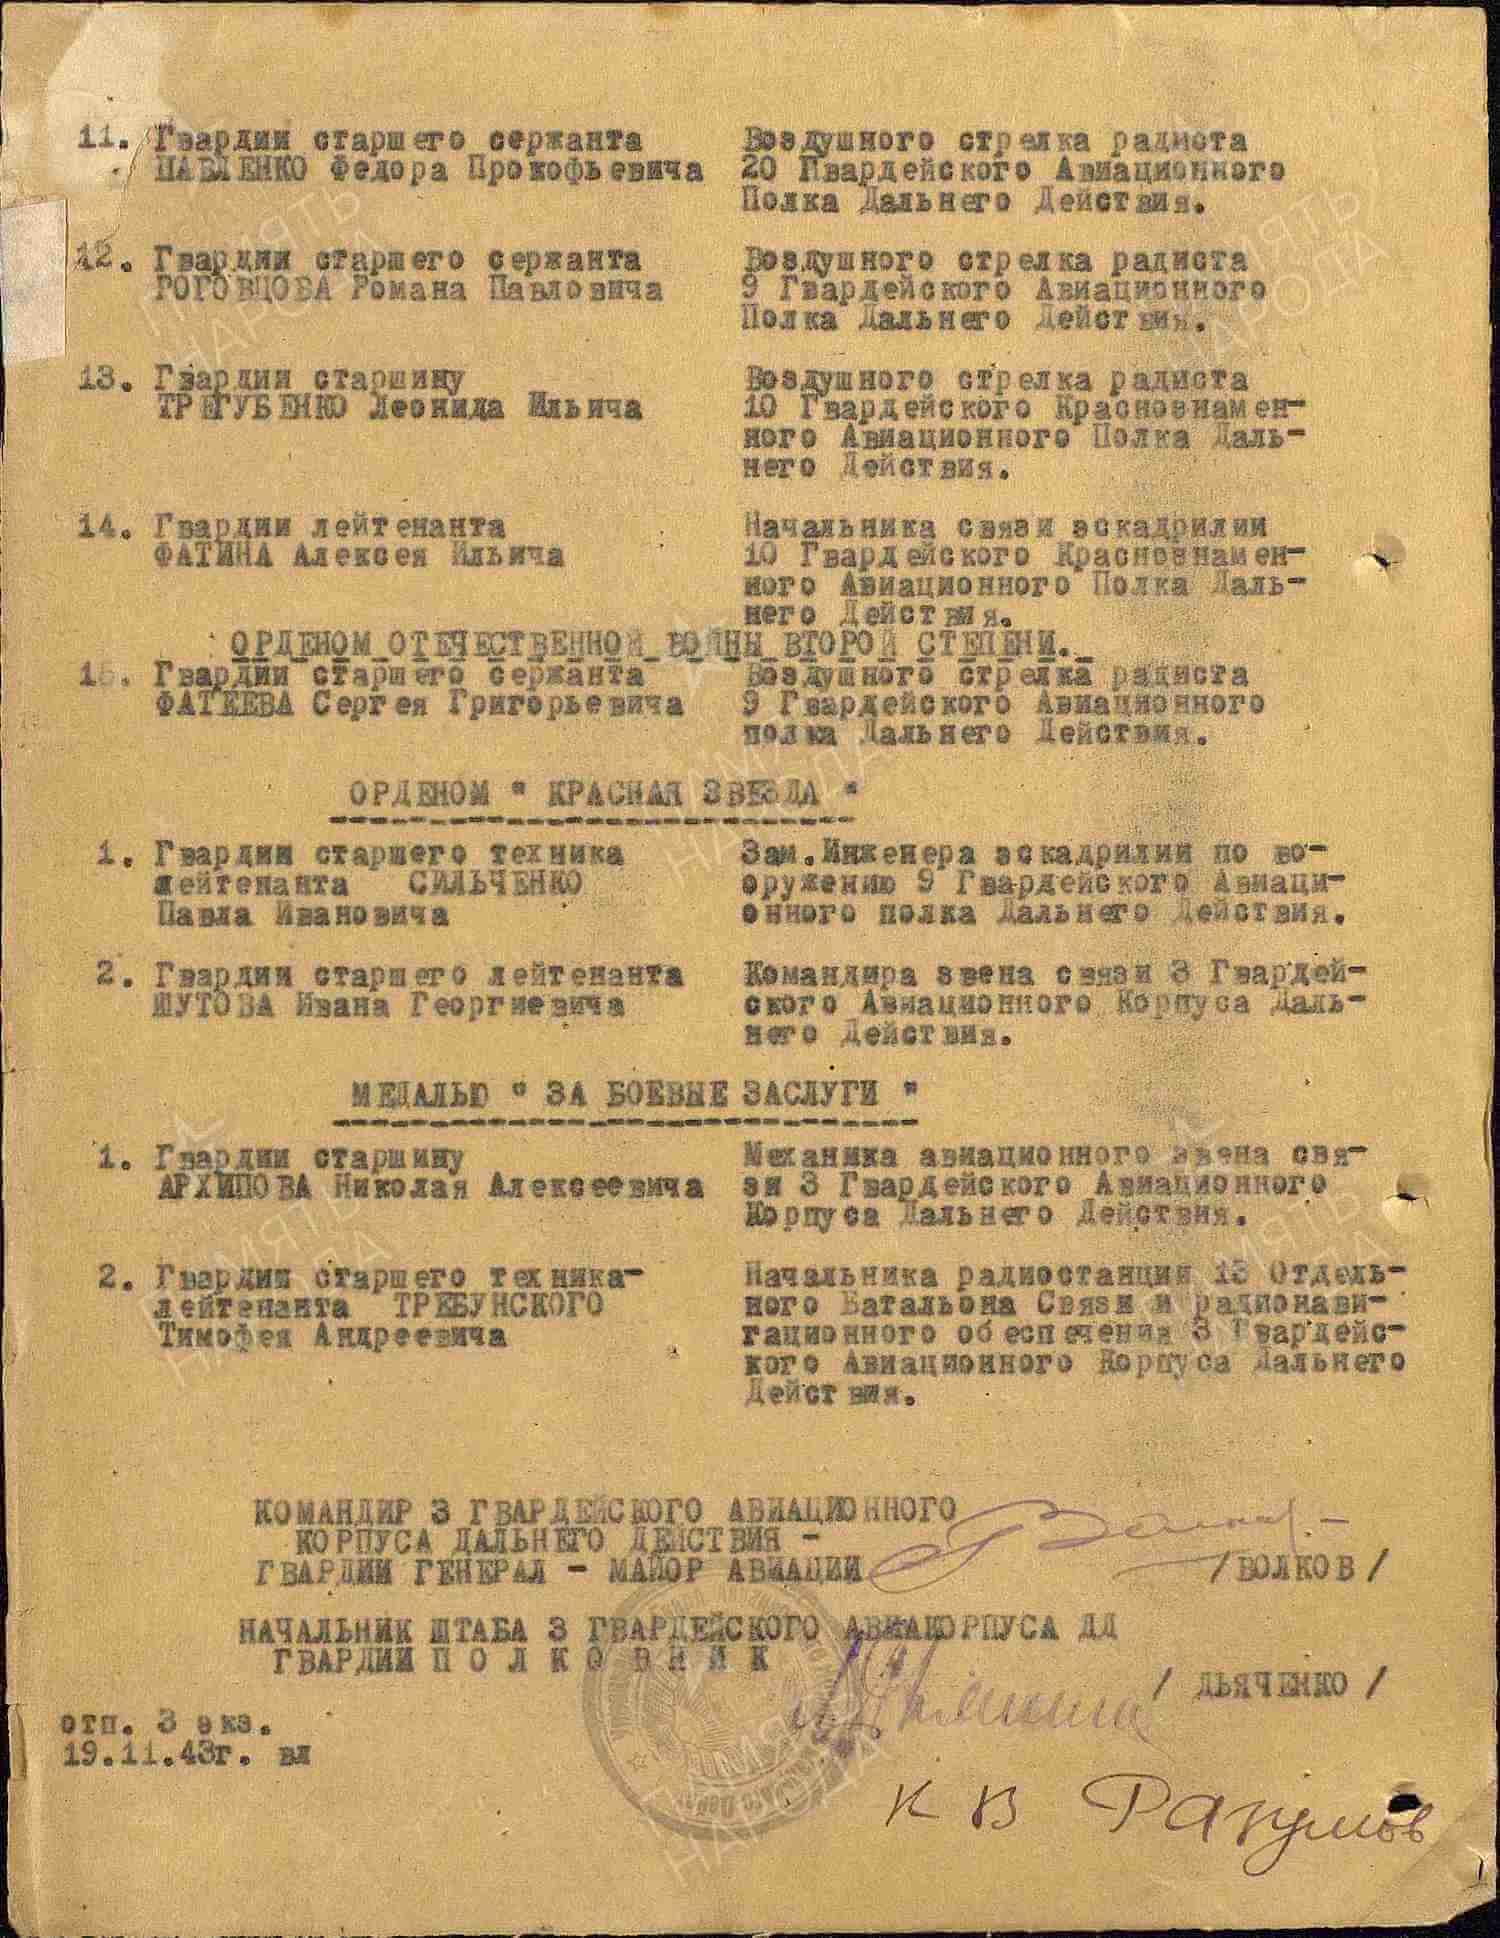 11. Гвардии старшего сержанта Воздушного стрелка радиста
ПАВЛЕНКО Федора Прокофьевича 20 Гвардейского Авиационного
Полка Дальнего Действия.
12. Гвардии старшего сержанта Воздушного стрелка радиста
РОГОВЦОВА Романа Павловича 9 Гвардейского Авиационного
Полка Дальнего Действия.
13. Гвардии старшину Воздушного стрелка радиста
ТРЕГУБЕНКО Леонида Ильича 10 Гвардейского Краснознамен-
ного Авиационного Полка Даль-
него Действия.
14. Гвардии лейтенанта Начальника связи эскадрилии
ФАТИНА Алексея Ильича 10 Гвардейского Краснознамен-
ного Авиационного Полка Даль-
него Действия.
ОРДЕНОМ ОТЕЧЕСТВЕННОЙ ВОЙНЫ ВТОРОЙ СТЕПЕНИ.
15. Гвардии старшего сержанта Воздушного стрелка радиста
ФАТЕЕВА Сергея Григорьевича 9 Гвардейского Авиационного
полка Дальнего Действия.
ОРДЕНОМ " КРАСНАЯ ЗВЕЗДА "
1. Гвардии старшего техника Зам.Инженера эскадрилии по во-
лейтенанта СИЛЬЧЕНКО оружению 9 Гвардейского Авиаци-
Павла Ивановича онного полка Дальнего Действия.
2. Гвардии старшего лейтенанта Командира звена связи 3 Гвардей-
ШУТОВА Ивана Георгиевича ского Авиационного Корпуса Даль-
него Действия.
МЕДАЛЬЮ " ЗА БОЕВЫЕ ЗАСЛУГИ "
1. Гвардии старшину Механика авиационного звена свя-
АРХИПОВА Николая Алексеевича зи 3 Гвардейского Авиационного
Корпуса Дальнего Действия.
2. Гвардии старшего техника- Начальника радиостанции 13 Отдель-
лейтенанта ТРЕБУНСКОГО ного Батальона Связи и радионави-
Тимофея Андреевича гационного обеспечения 3 Гвардейс-
кого Авиационного Корпуса Дальнего
Действия.
КОМАНДИР 3 ГВАРДЕЙСКОГО АВИАЦИОННОГО
КОРПУСА ДАЛЬНЕГО ДЕЙСТВИЯ -
ГВАРДИИ ГЕНЕРАЛ - МАЙОР АВИАЦИИ /ВОЛКОВ/
НАЧАЛЬНИК ШТАБА 3 ГВАРДЕЙСКОГО АВИАКОРПУСА ДД
ГВАРДИИ П О Л К О В Н И К / ДЬЯЧЕНКО /
отп. 3 экз.
19.11.43г. вл
К В Разумов
ПАМЯТЬ
НАРОДА